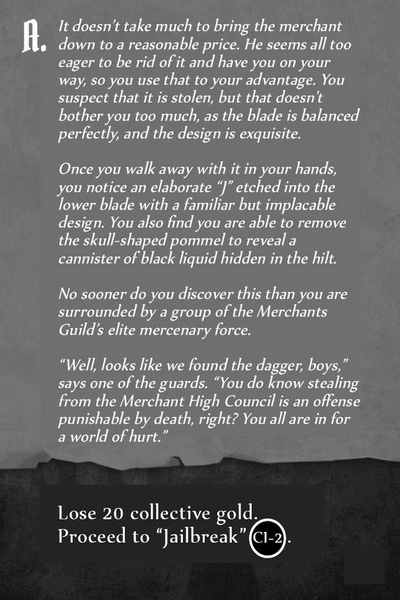 A. It doesn't take much to bring the merchant
down to a reasonable price. He seems all too
eager to be rid of it and have you on your
way, so you use that to your advantage. You
suspect that it is stolen, but that doesn't
bother you too much, as the blade is balanced
perfectly, and the design is exquisite.
Once you walk away with it in your hands,
you notice an elaborate “J” etched into the
lower blade with a familiar but implacable
design. You also find you are able to remove
the skull-shaped pommel to reveal a
cannister of black liquid hidden in the hilt.
No sooner do you discover this than you are
surrounded by a group of the Merchants
Guild's elite mercenary force.
“Well, looks like we found the dagger, boys,”
says one of the guards. “You do know stealing
from the Merchant High Council is an offense
punishable by death, right? You all are in for
a world of hurt.”
Lose 20 collective gold.
Proceed to “Jailbreak” C1-2.